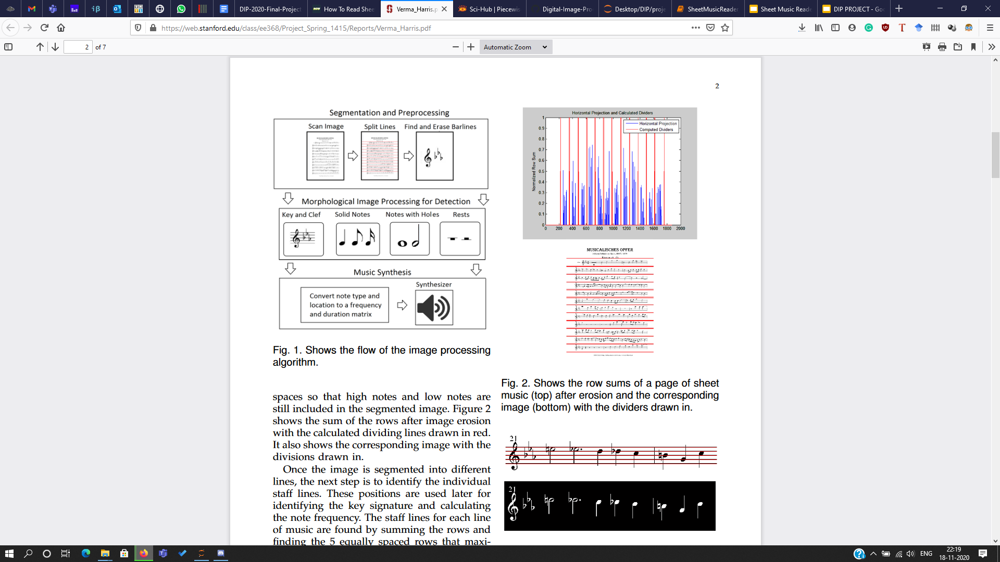 DIP-2020-Final-Project
How To Read Shee
Verma_Harris.p
Sci-Hub | Piecewis
Digital-Image-Pro
Desktop/DIP/proje
SheetMusicReader
Sheet Music Reade
DIP PROJECT - Go
https://web.stanford.edu/class/ee368/Project_Spring_1415/Reports/Verma_Harris.pdf
2 of 7
Automatic Zoom
2
Segmentation and Preprocessing
Scan Image
Split Lines
Find and Erase Barlines
Morphological Image Processing for Detection
Key and Clef
Solid Notes
Notes with Holes
Rests
Music Synthesis
Convert note type and
location to a frequency
and duration matrix
Synthesizer
Fig. 1. Shows the flow of the image processing
algorithm.
spaces so that high notes and low notes are
still included in the segmented image. Figure 2
shows the sum of the rows after image erosion
with the calculated dividing lines drawn in red.
It also shows the corresponding image with the
divisions drawn in.
Once the image is segmented into different
lines, the next step is to identify the individual
staff lines. These positions are used later for
identifying the key signature and calculating
the note frequency. The staff lines for each line
of music are found by summing the rows and
finding the 5 equally spaced rows that maxi-
Horizontal Projection and Calculated Dividers
Horizontal Projection
Computed Dividers
Normalized Row Sum
1
0.9
0.8
0.7
0.6
0.5
0.4
0.3
0.2
0.1
0
0 200 400 600 800 1000 1200 1400 1600 1800 2000
MUSICALISCHES OPFER
Fig. 2. Shows the row sums of a page of sheet
music (top) after erosion and the corresponding
image (bottom) with the dividers drawn in.
21
21
ENG
22:19
18-11-2020